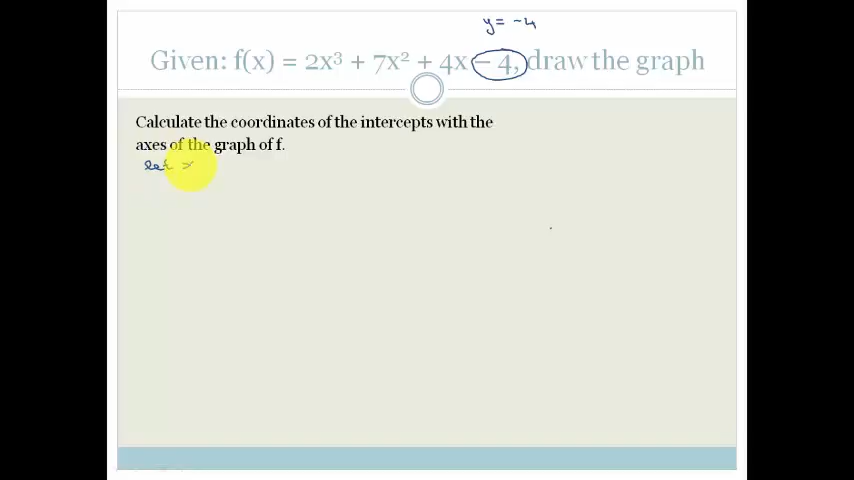 y = -4
Given: f(x) = 2x³ + 7x² + 4x − 4, draw the graph
Calculate the coordinates of the intercepts with the
axes of the graph of f.
let x